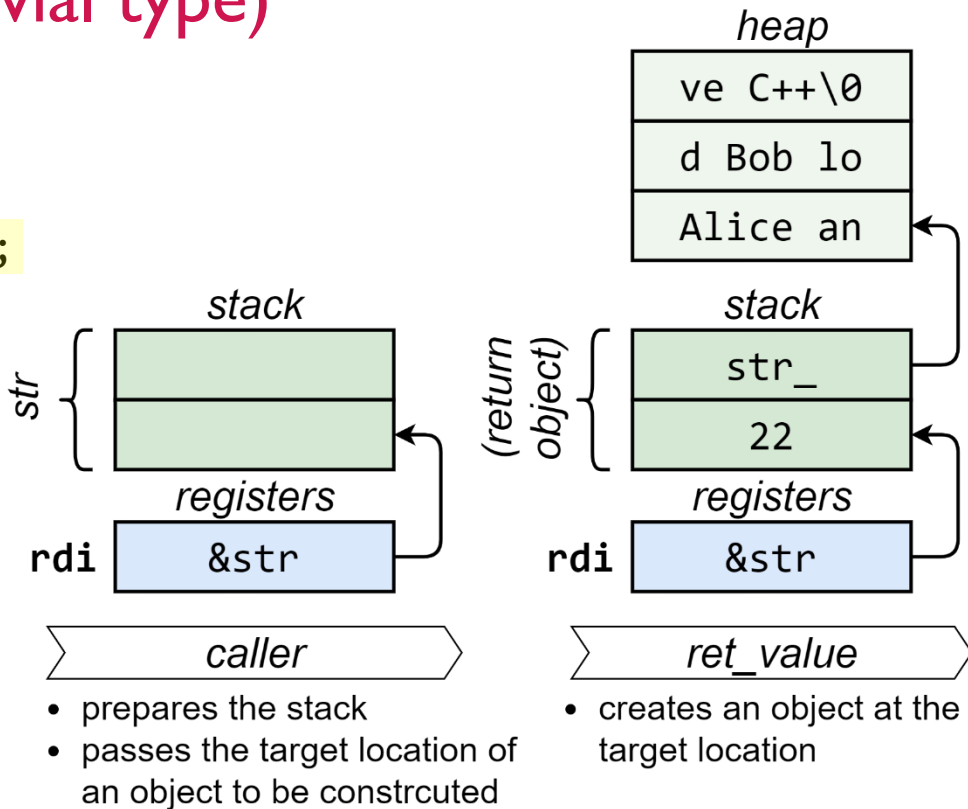 vial type)
;
heap
ve C++\0
d Bob lo
Alice an
stack
str
registers
rdi
&str
caller
• prepares the stack
• passes the target location of
an object to be constrcuted
stack
(return
object)
str_
22
registers
rdi
&str
ret_value
• creates an object at the
target location